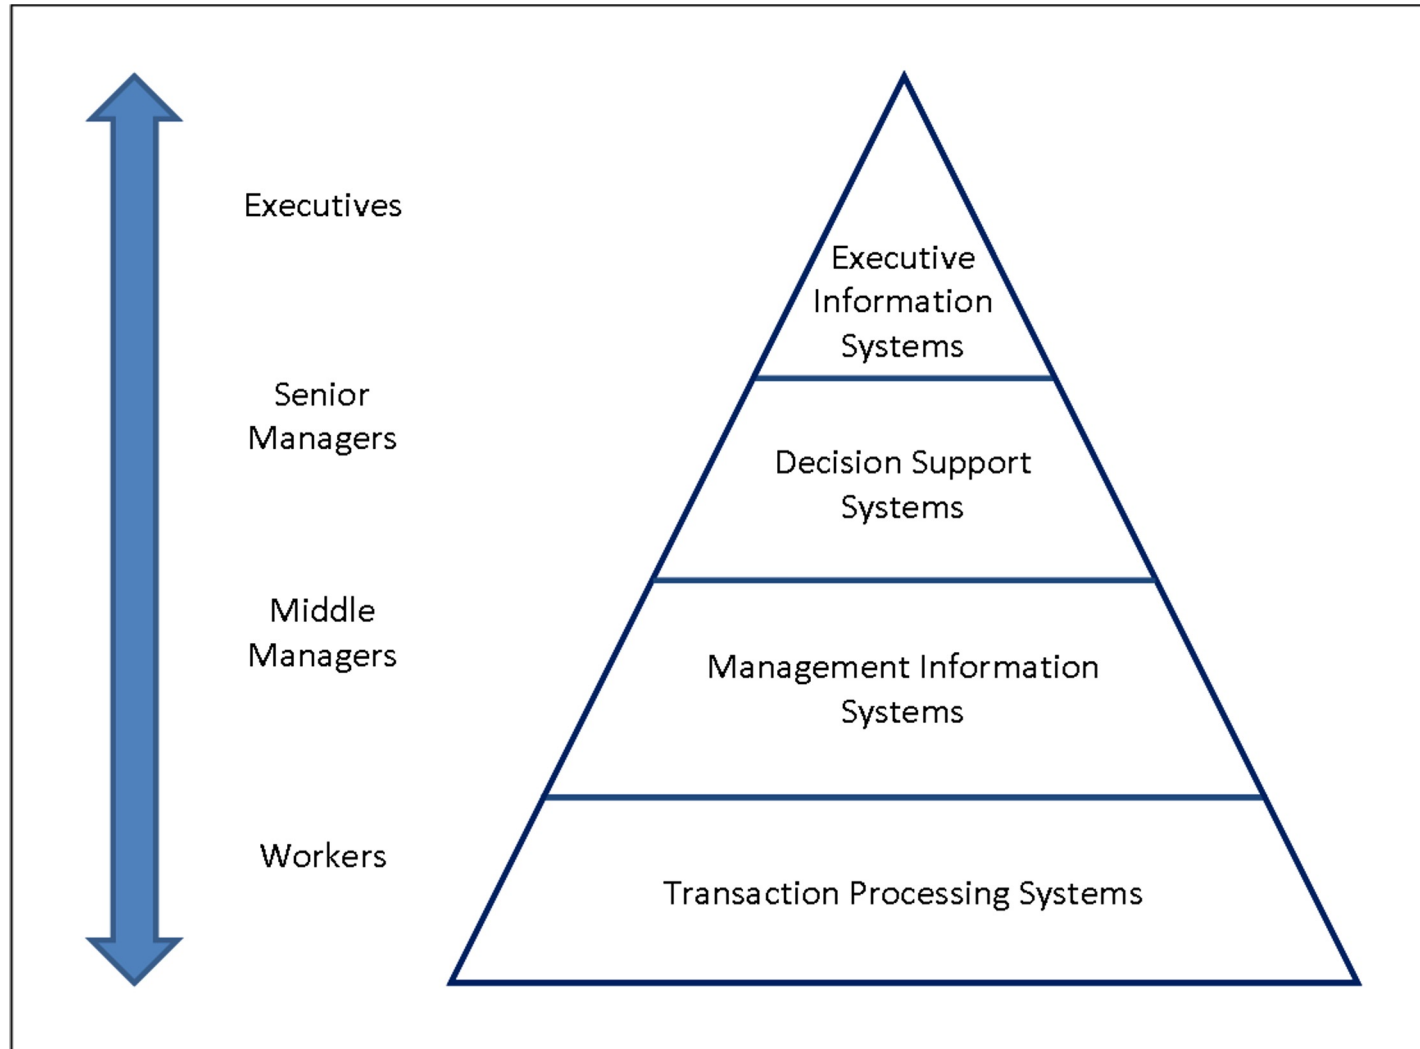 Executives
Executive
Information
Systems
Senior
Managers
Decision Support
Systems
Middle
Managers
Management Information
Systems
Workers
Transaction Processing Systems